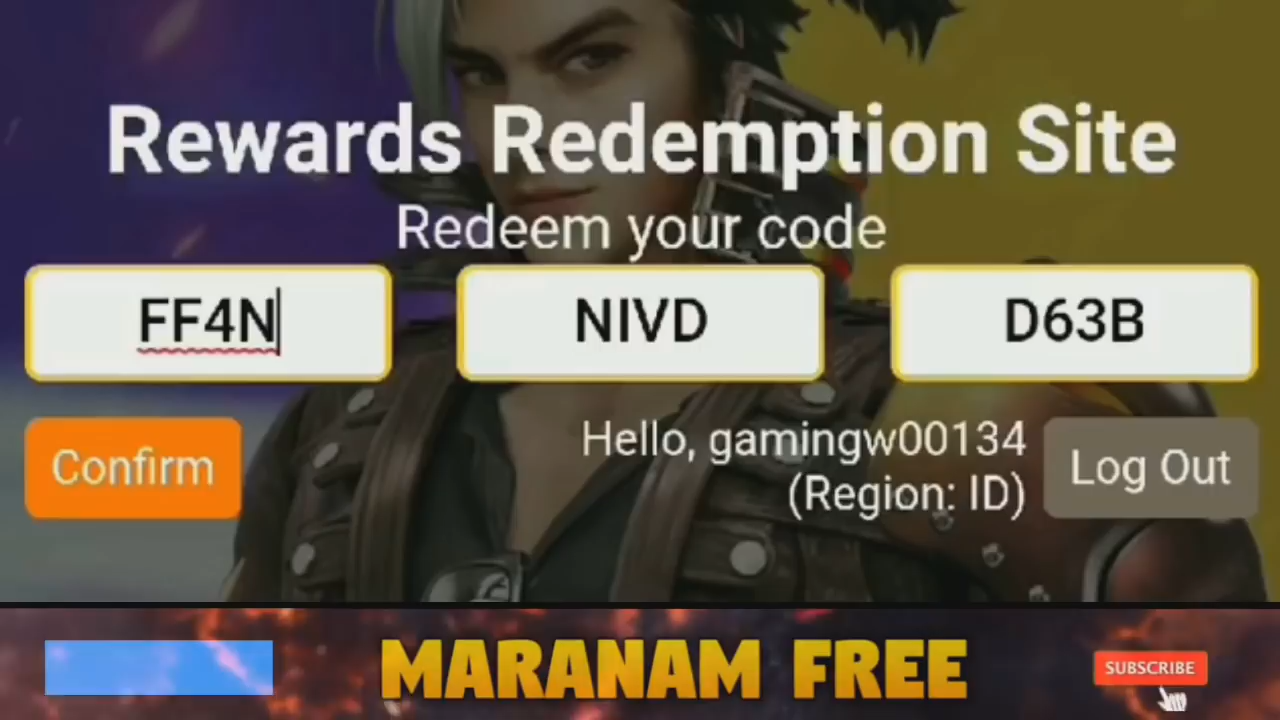 Rewards Redemption Site
Redeem your code
FF4N NIVD D63B
Confirm
Hello, gamingw00134
(Region: ID)
Log Out
MARANAM FREE
SUBSCRIBE